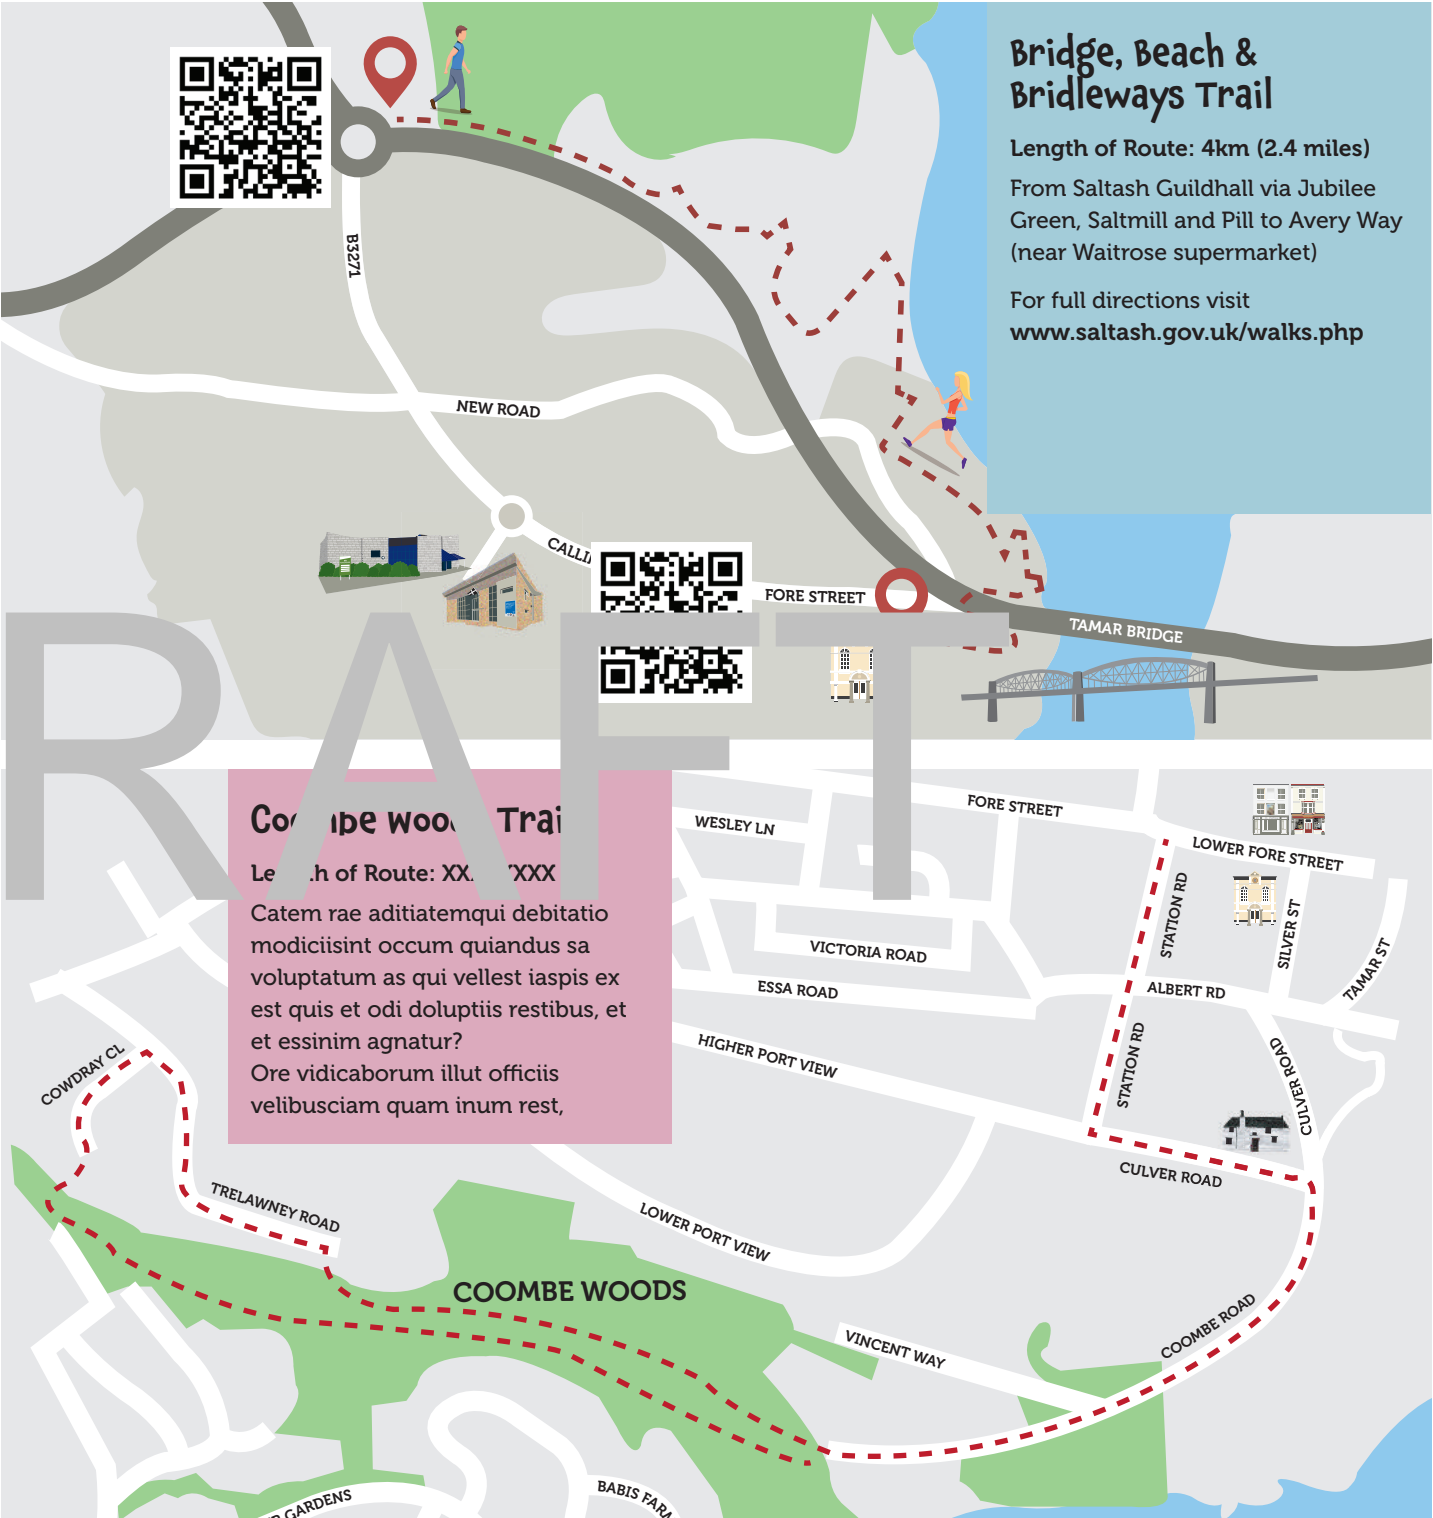 Bridge, Beach &
Bridleways Trail
Length of Route: 4km (2.4 miles)
From Saltash Guildhall via Jubilee
Green, Saltmill and Pill to Avery Way
(near Waitrose supermarket)
For full directions visit
www.saltash.gov.uk/walks.php
B3271
NEW ROAD
FORE STREET
TAMAR BRIDGE
RAFT
Length of Route:
Catem rae aditiatemqui debitatio
modiciisint occum quiandus sa
voluptatum as qui vellest iaspis ex
est quis et odi doluptiis restibus, et
et essinim agnatur?
Ore vidicaborum illut officiis
velibusciam quam inum rest,
WESLEY LN
FORE STREET
LOWER FORE STREET
STATION RD
SILVER ST
TAMAR ST
VICTORIA ROAD
ESSA ROAD
ALBERT RD
HIGHER PORT VIEW
STATION RD
CULVER ROAD
COWDRAY CL
CULVER ROAD
TRELAWNEY ROAD
LOWER PORT VIEW
COOMBE WOODS
VINCENT WAY
COOMBE ROAD
GARDENS
BABIS